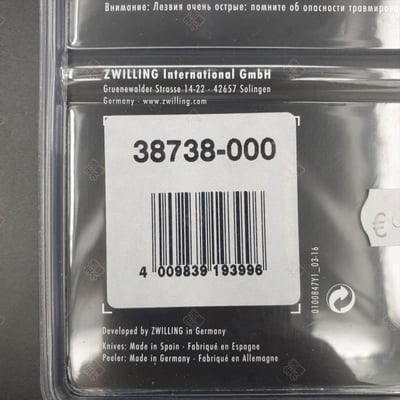 Внимание: Лезвия очень острые: помните об опасности травмиров
ZWILLING International GmbH
Gruenewalder Strasse 14-22 · 42657 Solingen
Germany · www.zwilling.com
38738-000
4 009839 193996
0100847Y1_03-16
€
Developed by ZWILLING in Germany
Knives: Made in Spain · Fabriqué en Espagne
Peeler: Made in Germany · Fabriqué en Allemagne